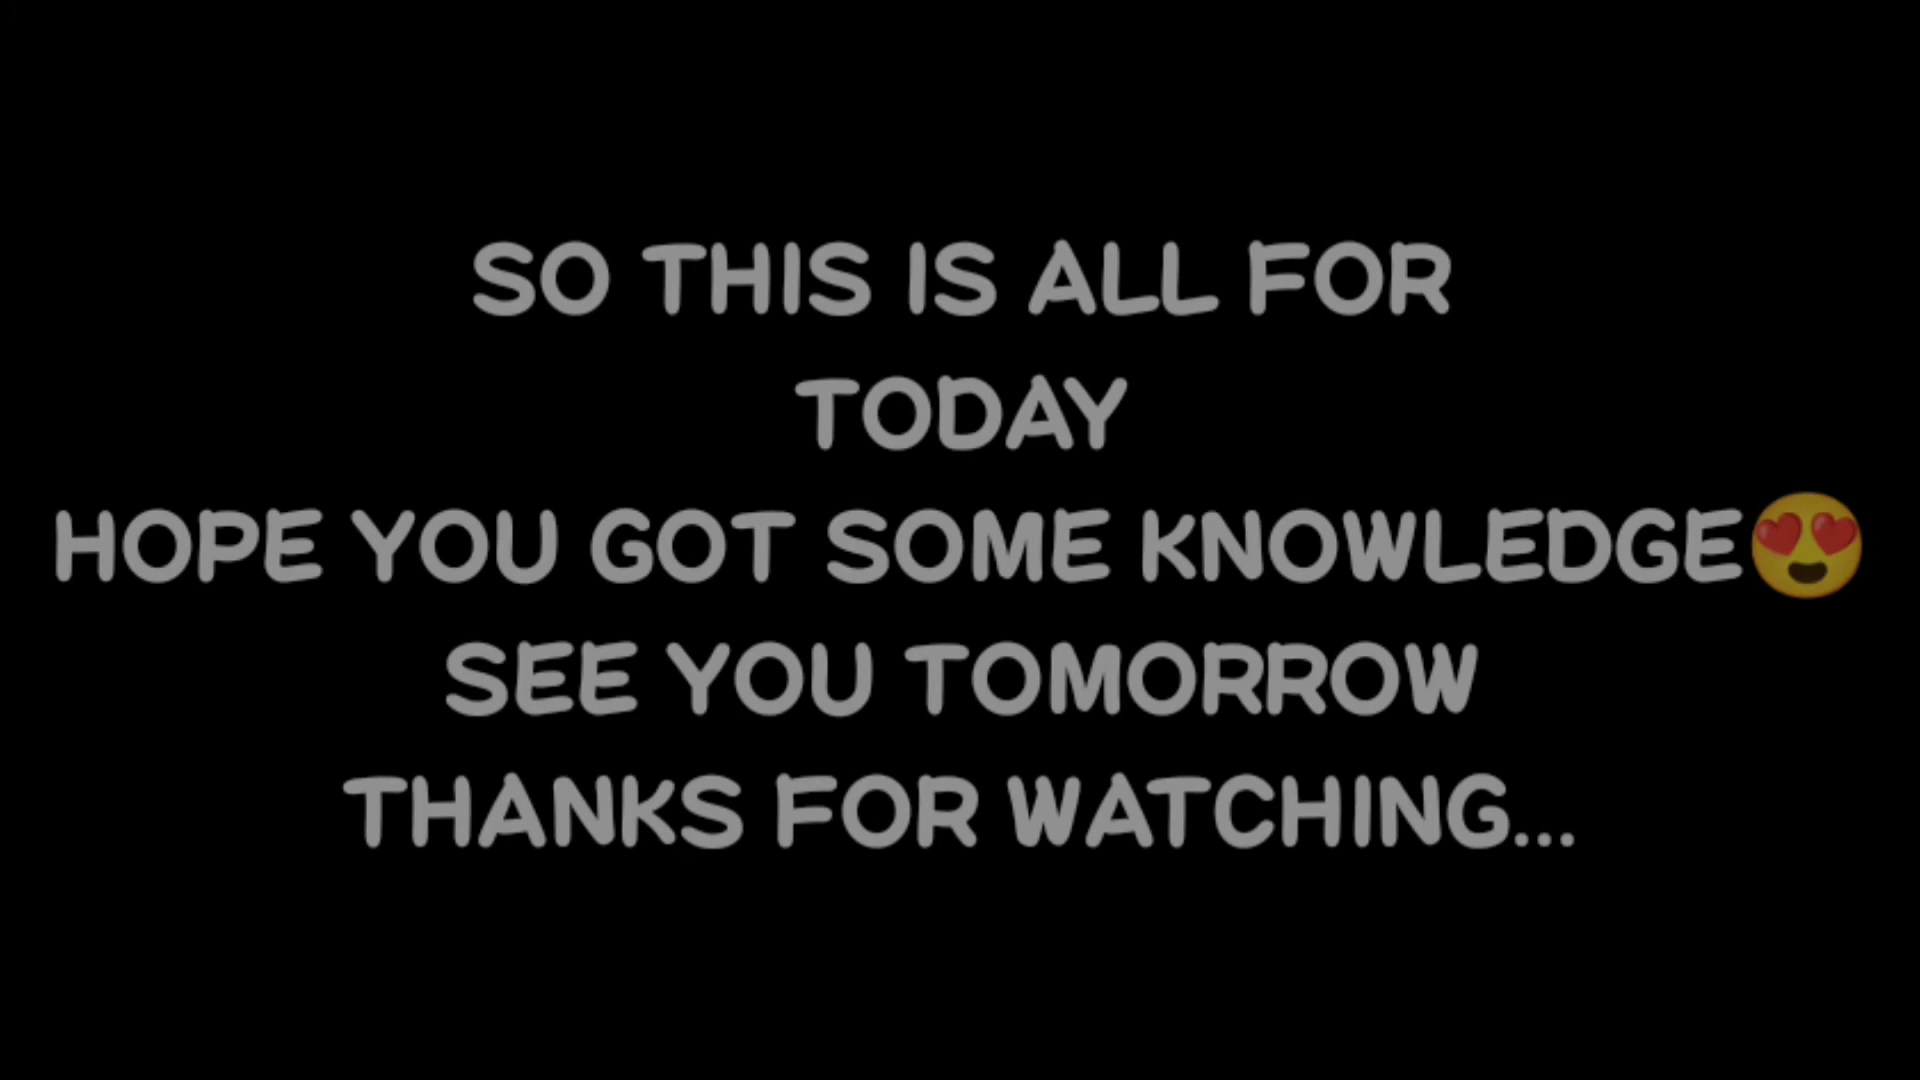 SO THIS IS ALL FOR
TODAY
HOPE YOU GOT SOME KNOWLEDGE😍
SEE YOU TOMORROW
THANKS FOR WATCHING...